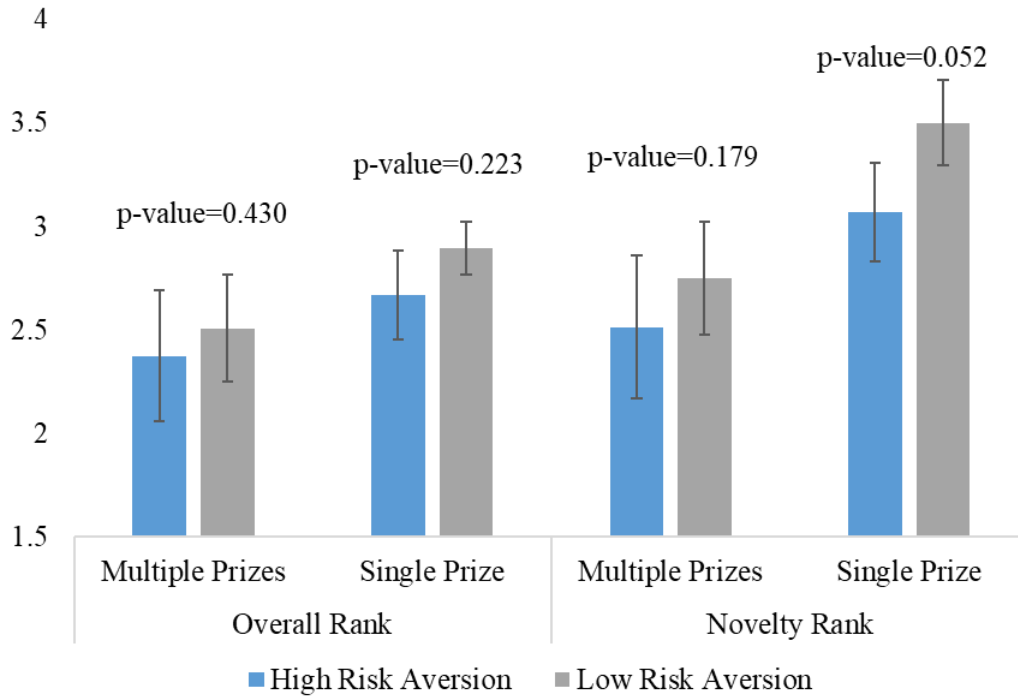 4
p-value=0.052
3.5
p-value=0.223
p-value=0.179
p-value=0.430
3
2.5
2
1.5
Multiple Prizes Single Prize Multiple Prizes Single Prize
Overall Rank Novelty Rank
High Risk Aversion Low Risk Aversion